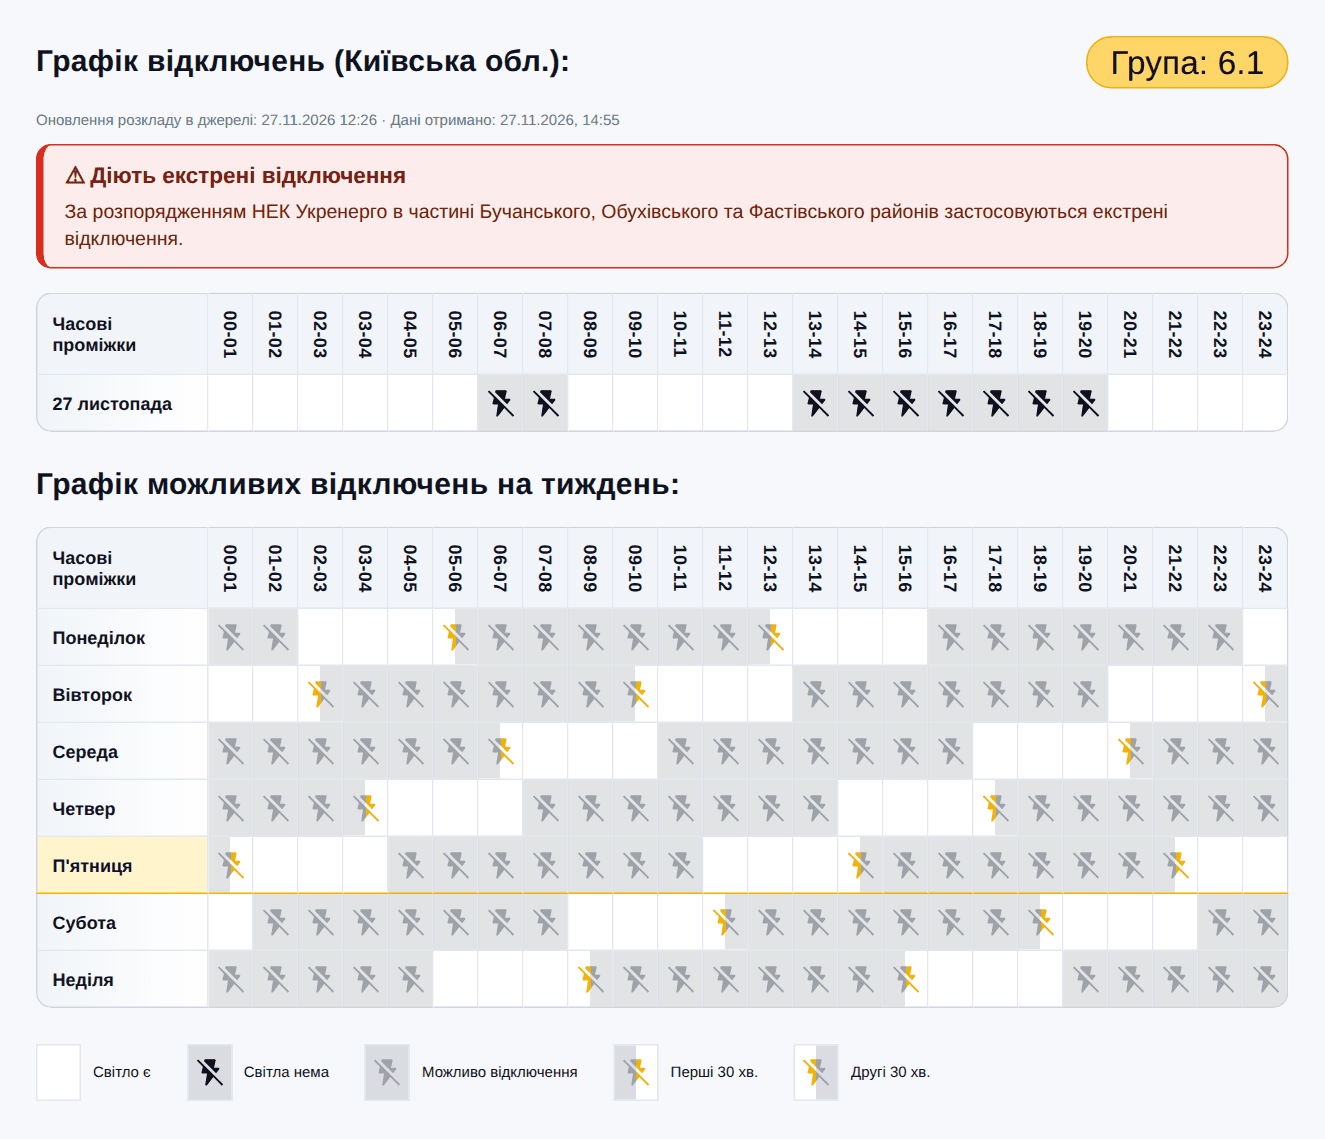 Графік відключень (Київська обл.):
Група: 6.1
Оновлення розкладу в джерелі: 27.11.2026 12:26 · Дані отримано: 27.11.2026, 14:55
⚠ Діють екстрені відключення
За розпорядженням НЕК Укренерго в частині Бучанського, Обухівського та Фастівського районів застосовуються екстрені
відключення.
Часові
проміжки
00-01 01-02 02-03 03-04 04-05 05-06 06-07 07-08 08-09 09-10 10-11 11-12 12-13 13-14 14-15 15-16 16-17 17-18 18-19 19-20 20-21 21-22 22-23 23-24
27 листопада
Графік можливих відключень на тиждень:
Часові
проміжки
00-01 01-02 02-03 03-04 04-05 05-06 06-07 07-08 08-09 09-10 10-11 11-12 12-13 13-14 14-15 15-16 16-17 17-18 18-19 19-20 20-21 21-22 22-23 23-24
Понеділок
Вівторок
Середа
Четвер
П'ятниця
Субота
Неділя
Світло є
Світла нема
Можливо відключення
Перші 30 хв.
Другі 30 хв.